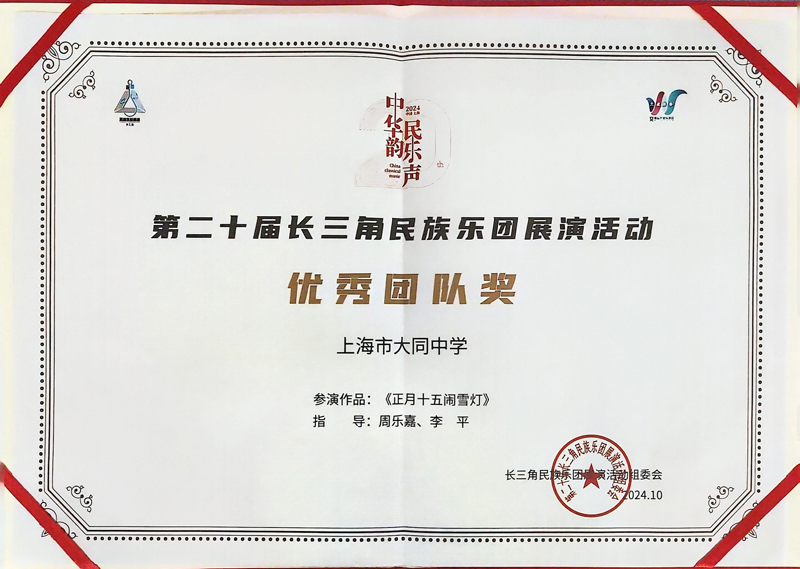 中华韵
民乐声
2024
China
classical
music
th
第二十届长三角民族乐团展演活动
优秀团队奖
上海市大同中学
参演作品：《正月十五闹雪灯》
指 导：周乐嘉、李 平
长三角民族乐团展演活动组委会
2024.10